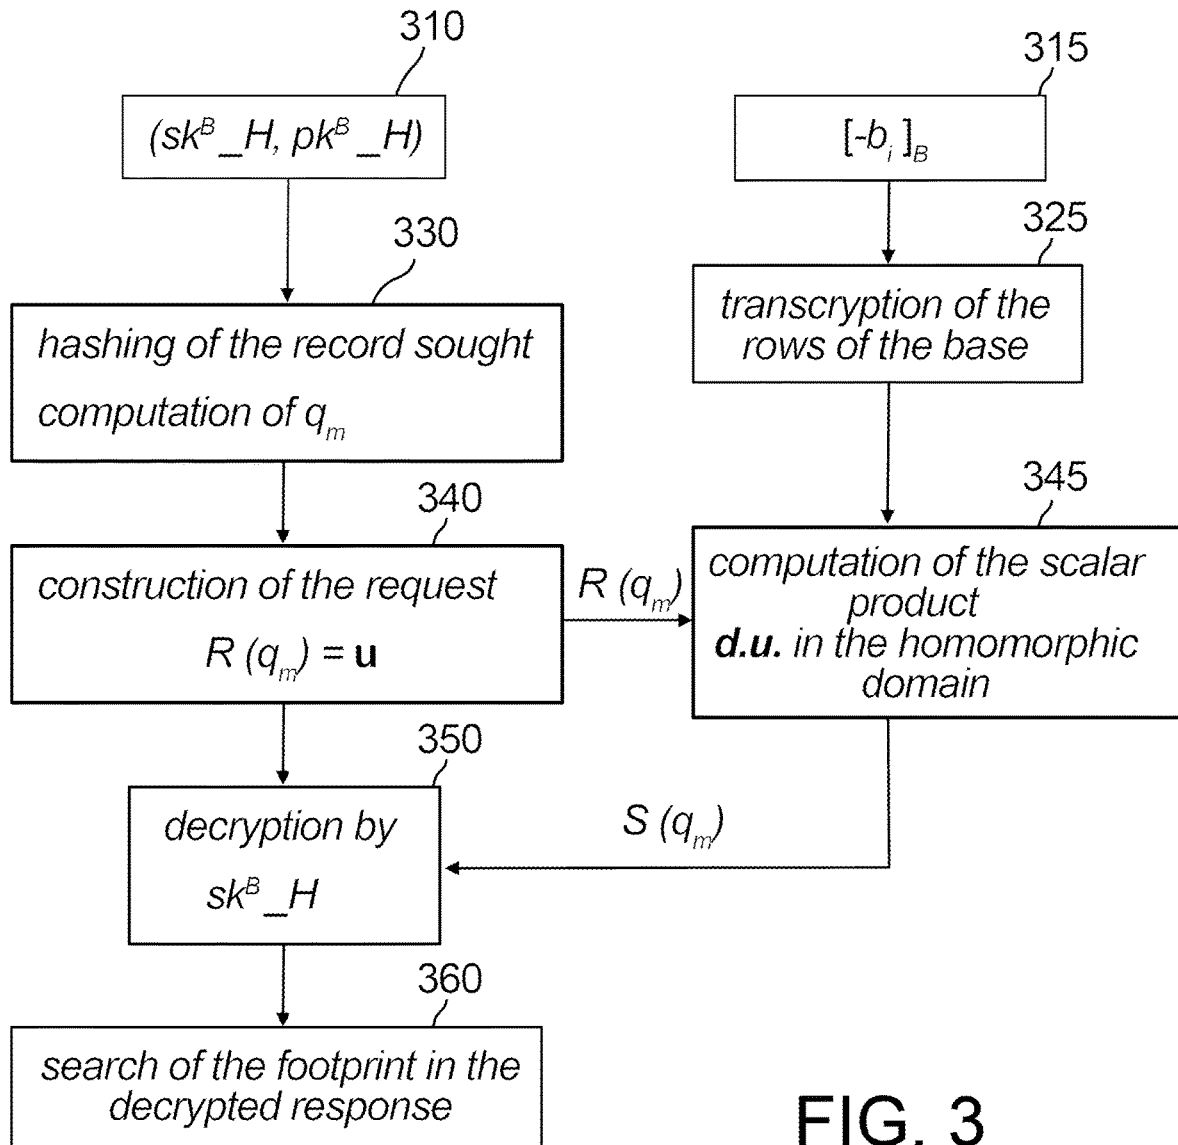 310
(sk^B_H, pk^B_H)
315
[-b_i]_B
325
transcryption of the
rows of the base
330
hashing of the record sought
computation of q_m
340
construction of the request
R (q_m) = u
R (q_m)
345
computation of the scalar
product
d.u. in the homomorphic
domain
350
decryption by
sk^B_H
S (q_m)
360
search of the footprint in the
decrypted response
FIG. 3